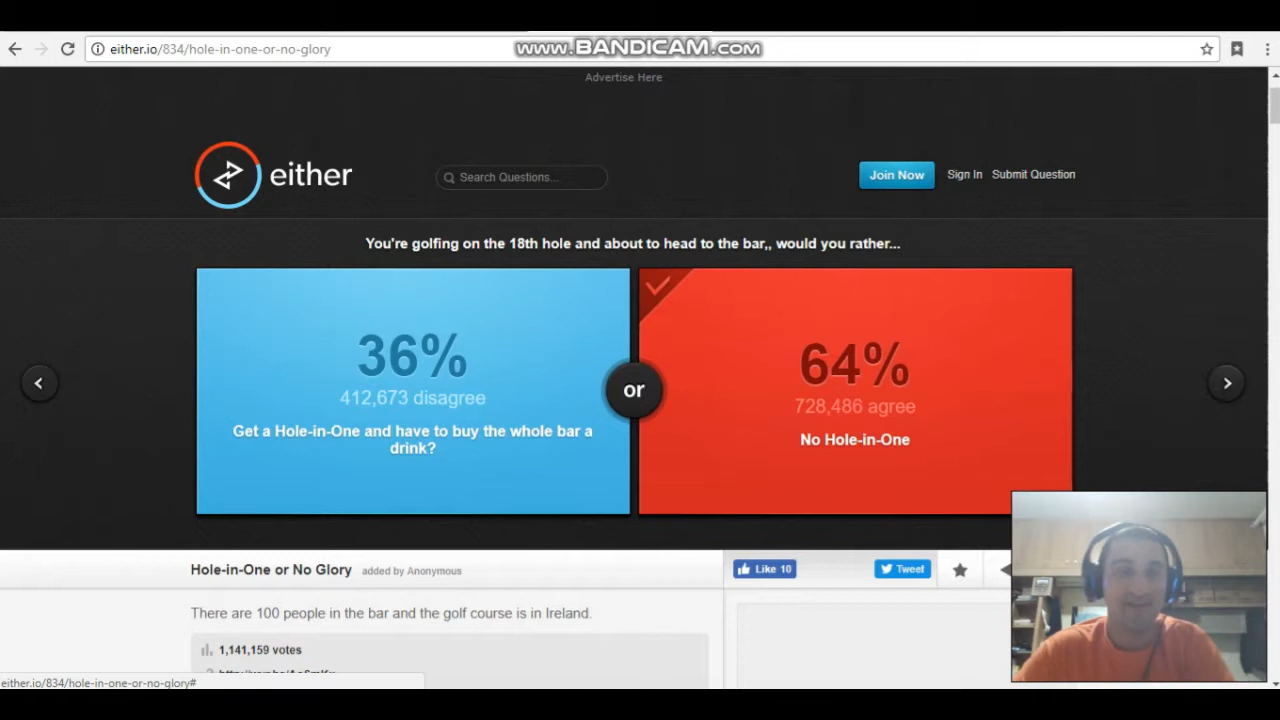 either.io/834/hole-in-one-or-no-glory
www.BANDICAM.com
Advertise Here
either
Search Questions...
Join Now
Sign In
Submit Question
You're golfing on the 18th hole and about to head to the bar,, would you rather...
36%
412,673 disagree
Get a Hole-in-One and have to buy the whole bar a
drink?
or
64%
728,486 agree
No Hole-in-One
Hole-in-One or No Glory
added by Anonymous
Like 10
Tweet
There are 100 people in the bar and the golf course is in Ireland.
1,141,159 votes
either.io/834/hole-in-one-or-no-glory#